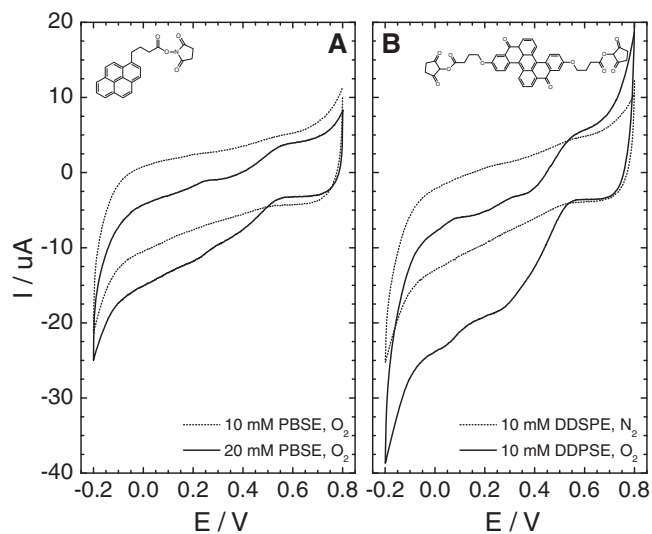 A
B
O
O
N
O
O
O
O
N
O
O
O
O
O
O
O
O
O
O
20
10
0
-10
-20
-30
-40
I / uA
10 mM PBSE, O2
20 mM PBSE, O2
10 mM DDSPE, N2
10 mM DDPSE, O2
-0.2 0.0 0.2 0.4 0.6 0.8
-0.2 0.0 0.2 0.4 0.6 0.8
E / V
E / V